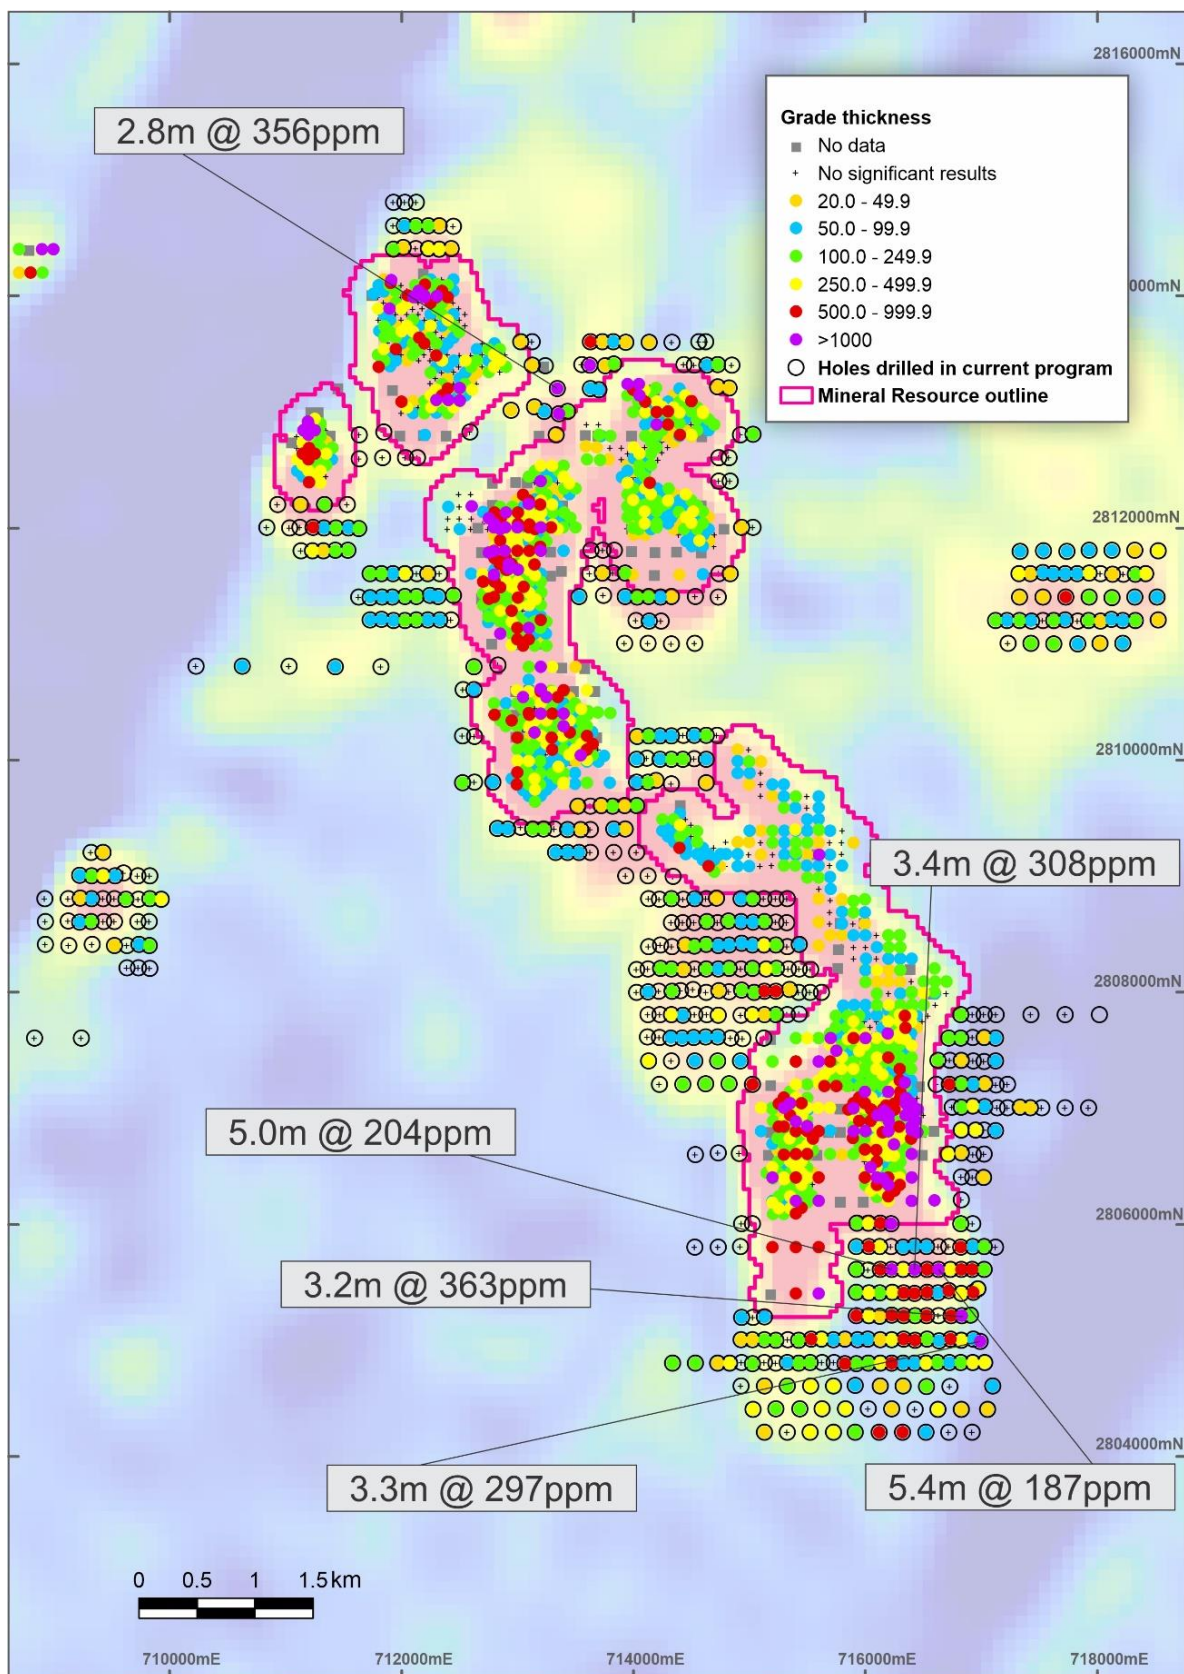 2816000mN
2.8m @ 356ppm
Grade thickness
No data
No significant results
20.0 - 49.9
50.0 - 99.9
100.0 - 249.9
250.0 - 499.9
500.0 - 999.9
>1000
Holes drilled in current program
Mineral Resource outline
000mN
2812000mN
2810000mN
3.4m @ 308ppm
2808000mN
5.0m @ 204ppm
2806000mN
3.2m @ 363ppm
2804000mN
3.3m @ 297ppm
5.4m @ 187ppm
0 0.5 1 1.5km
710000mE 712000mE 714000mE 716000mE 718000mE